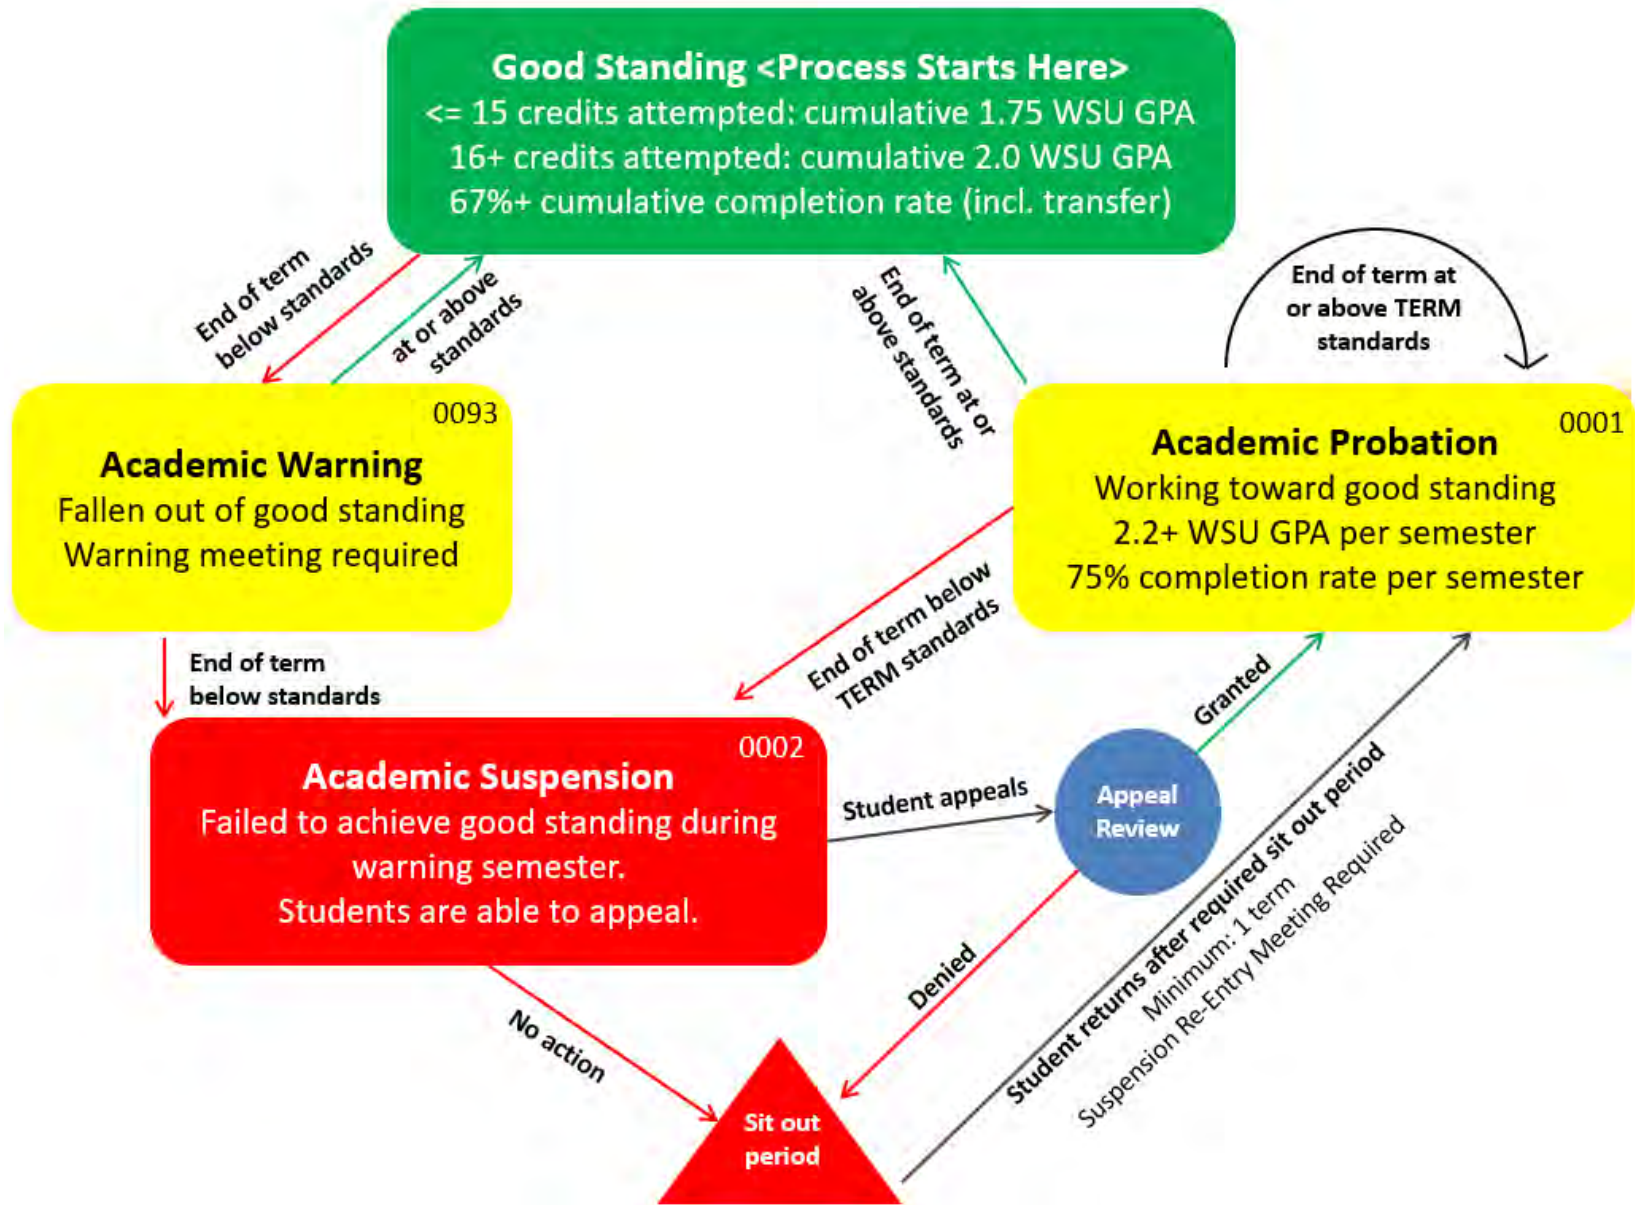 Good Standing <Process Starts Here>
<= 15 credits attempted: cumulative 1.75 WSU GPA
16+ credits attempted: cumulative 2.0 WSU GPA
67%+ cumulative completion rate (incl. transfer)
End of term
below standards
at or above
standards
End of term at or
above standards
End of term at
or above TERM
standards
0093
Academic Warning
Fallen out of good standing
Warning meeting required
0001
Academic Probation
Working toward good standing
2.2+ WSU GPA per semester
75% completion rate per semester
End of term
below standards
End of term below
TERM standards
0002
Academic Suspension
Failed to achieve good standing during
warning semester.
Students are able to appeal.
Student appeals
Appeal
Review
Granted
Denied
No action
Sit out
period
Student returns after required sit out period
Minimum: 1 term
Suspension Re-Entry Meeting Required